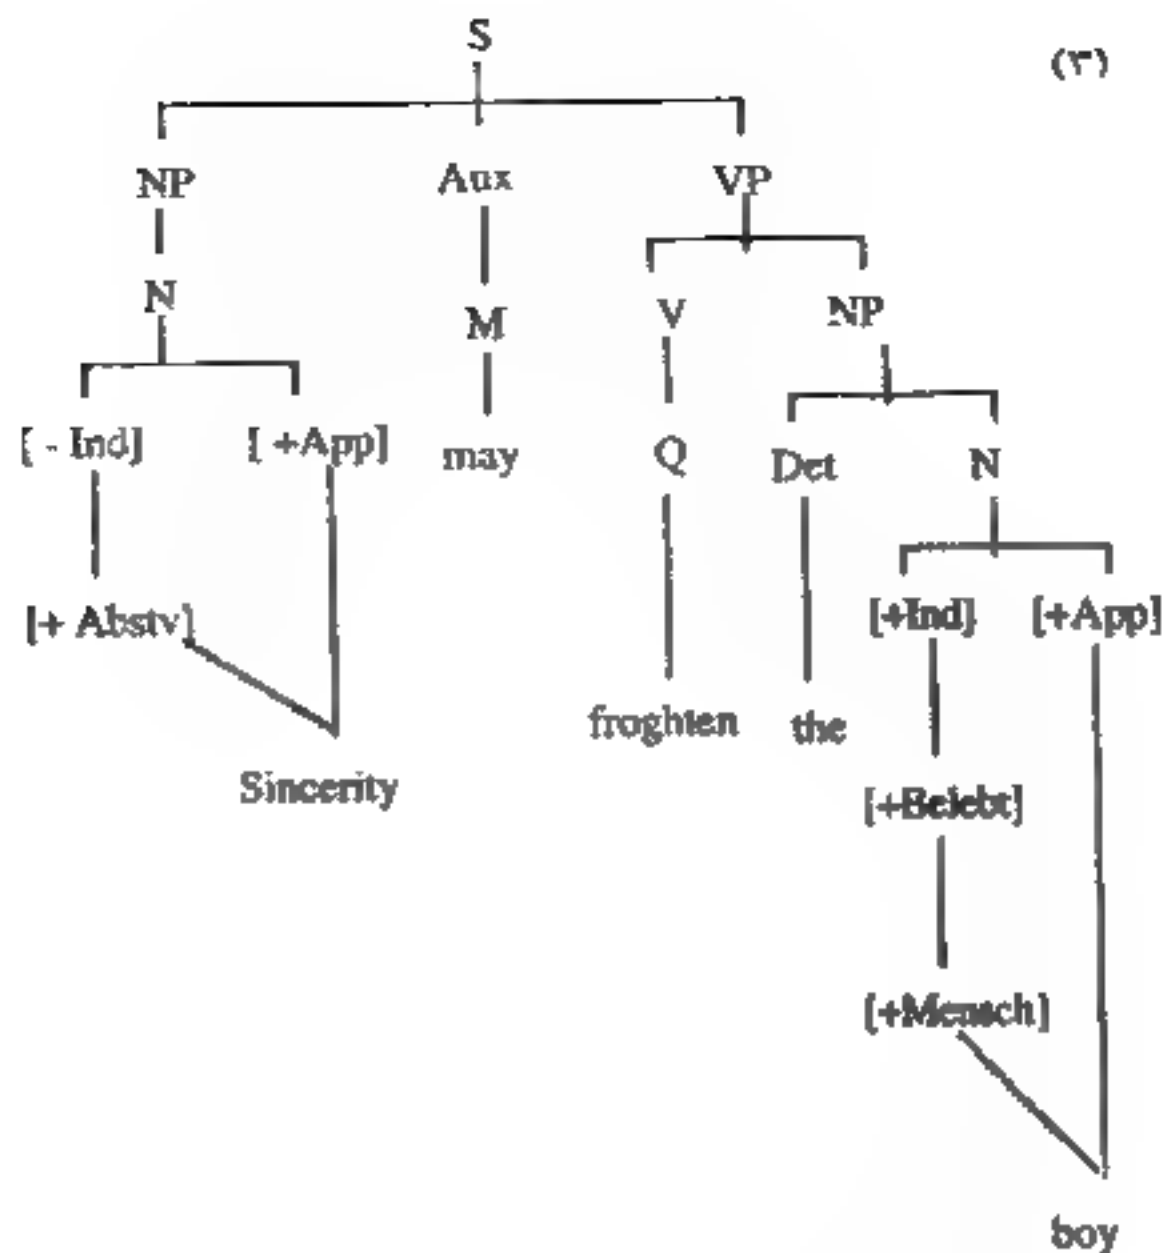 S
(٣)
NP Aux VP
N M V NP
[ - Ind] [ +App] may Q Det N
[+ Abstv] [+Ind] [+App]
froghten the
Sincerity [+Belebt]
[+Mensch]
boy